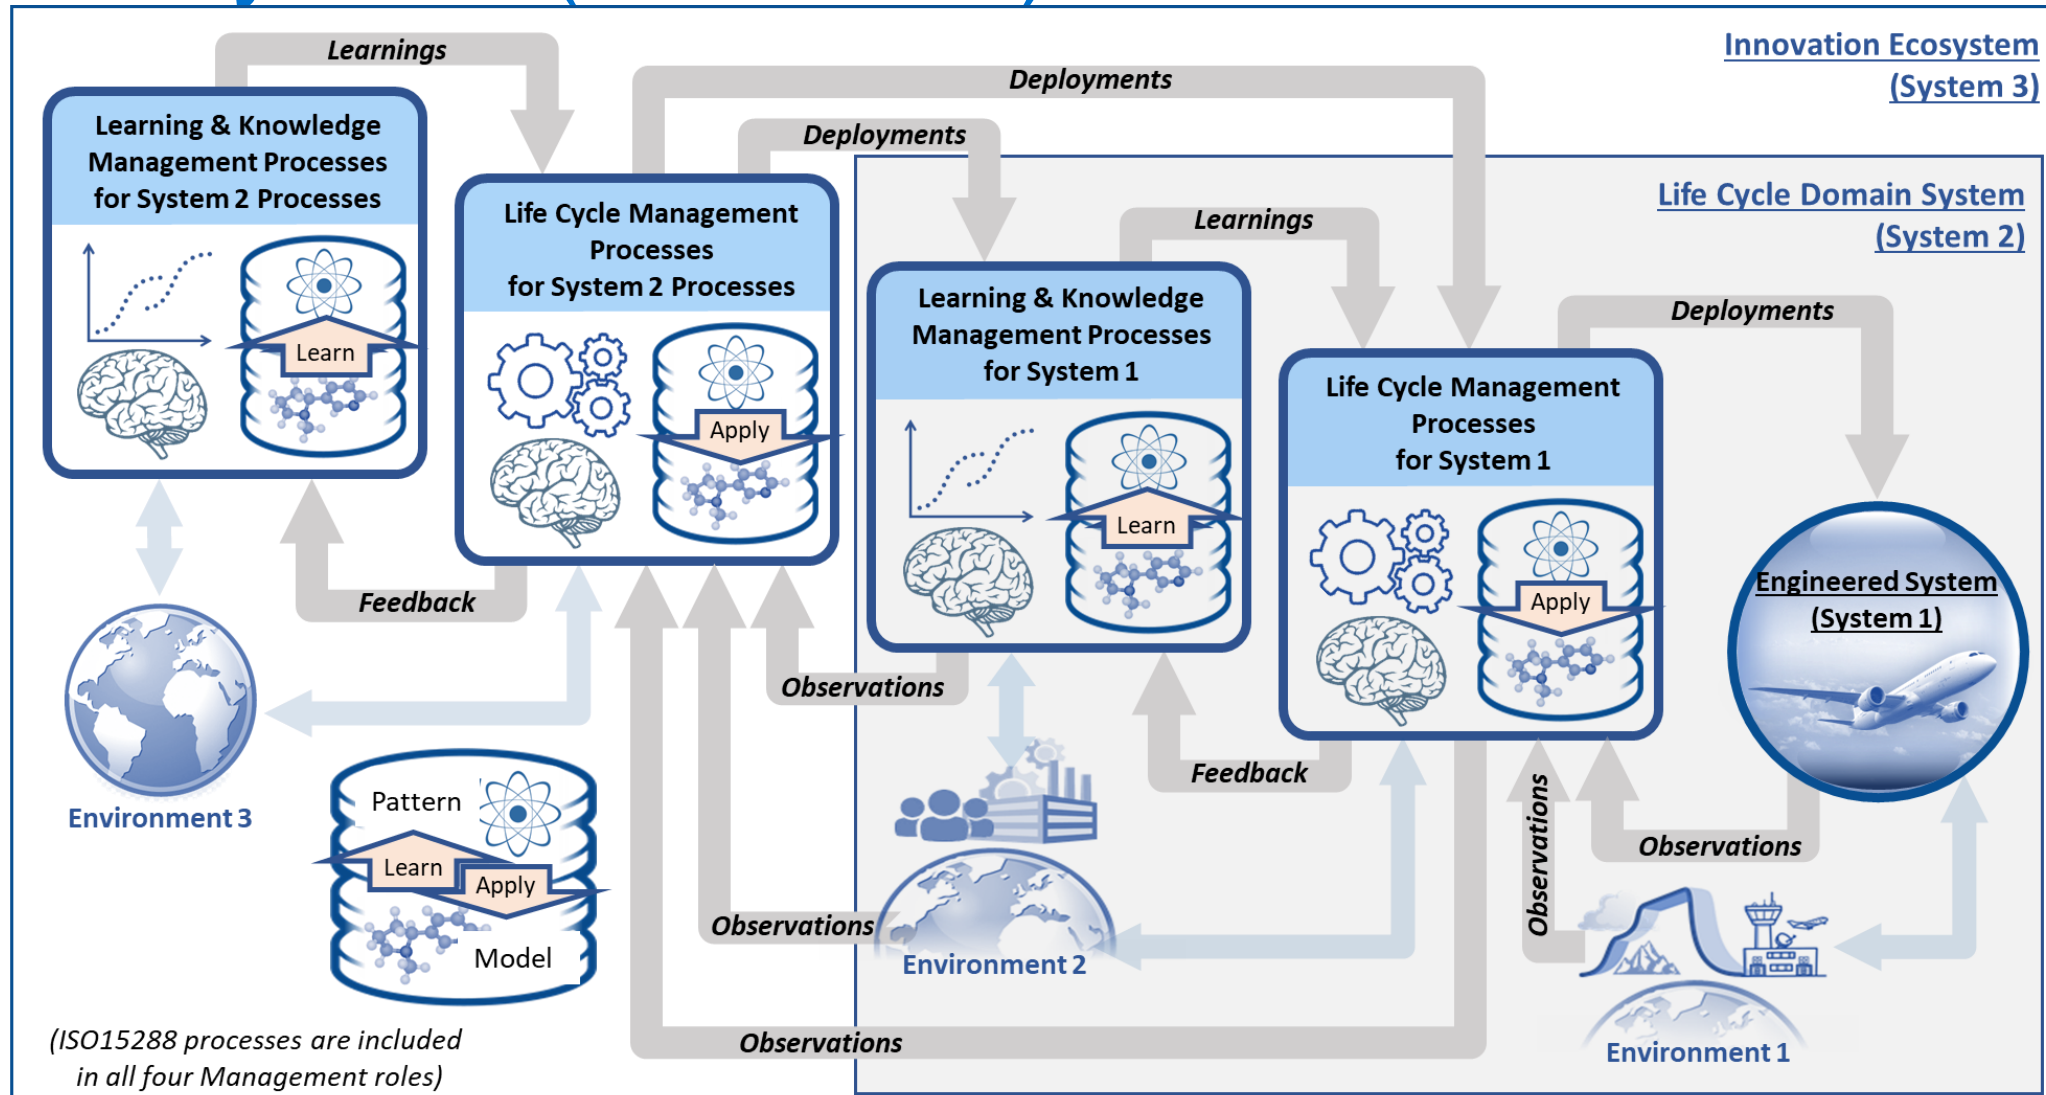 Learnings
Deployments
Innovation Ecosystem
(System 3)
Learning & Knowledge
Management Processes
for System 2 Processes
Deployments
Life Cycle Domain System
(System 2)
Life Cycle Management
Processes
for System 2 Processes
Learnings
Learning & Knowledge
Management Processes
for System 1
Deployments
Life Cycle Management
Processes
for System 1
Learn
Apply
Learn
Apply
Engineered System
(System 1)
Feedback
Observations
Feedback
Observations
Observations
Environment 3
Pattern
Learn
Apply
Model
Observations
Environment 2
Environment 1
Observations
(ISO15288 processes are included
in all four Management roles)